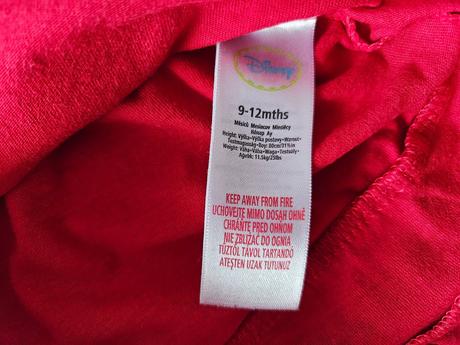 Disney
9-12mths
Měsíců Mesiacov Miesięcy
Hónap Ay
Height: Výška-Výška postavy-Wzrost-
Testmagasság-Boy: 80cm/31½in
Weight: Váha-Váha-Waga-Testsúly-
Ağırlık: 11.5kg/25lbs
KEEP AWAY FROM FIRE
UCHOVEJTE MIMO DOSAH OHNĚ
CHRÁŇTE PRED OHNOM
NIE ZBLIŻAĆ DO OGNIA
TŰZTŐL TÁVOL TARTANDÓ
ATEŞTEN UZAK TUTUNUZ